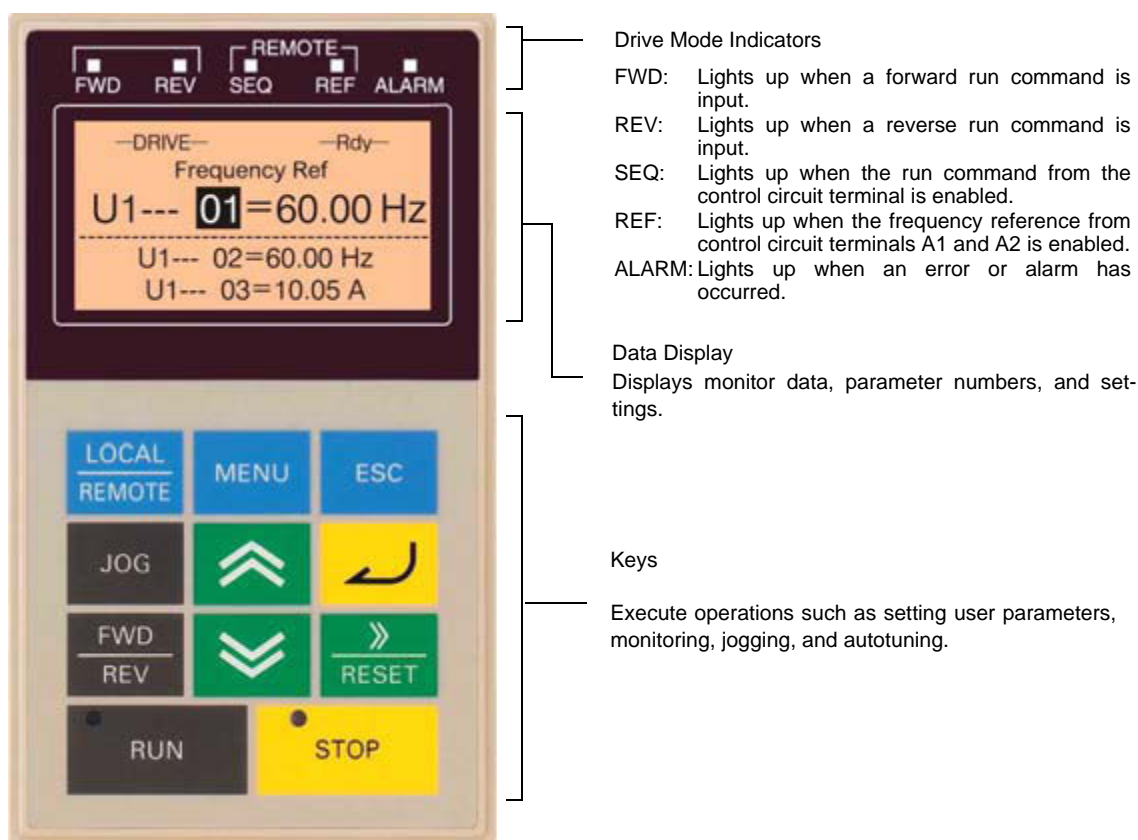 REMOTE
FWD REV SEQ REF ALARM
—DRIVE— —Rdy—
Frequency Ref
U1--- 01=60.00 Hz
U1--- 02=60.00 Hz
U1--- 03=10.05 A
LOCAL
REMOTE
MENU
ESC
JOG
FWD
REV
RESET
RUN
STOP
Drive Mode Indicators
FWD: Lights up when a forward run command is
input.
REV: Lights up when a reverse run command is
input.
SEQ: Lights up when the run command from the
control circuit terminal is enabled.
REF: Lights up when the frequency reference from
control circuit terminals A1 and A2 is enabled.
ALARM: Lights up when an error or alarm has
occurred.
Data Display
Displays monitor data, parameter numbers, and set-
tings.
Keys
Execute operations such as setting user parameters,
monitoring, jogging, and autotuning.